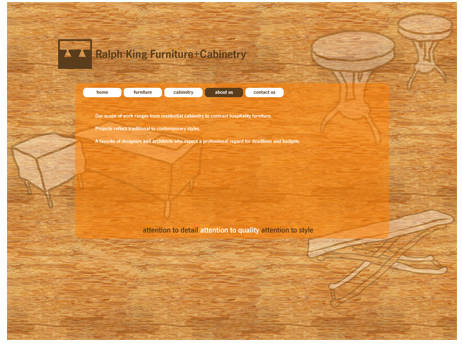 Ralph King Furniture+Cabinetry
home furniture cabinetry about us contact us
Our scope of work ranges from residential cabinetry to contract hospitality furniture.
Projects reflect traditional to contemporary styles.
A favorite of designers and architects who expect a professional regard for deadlines and budgets.
attention to detail attention to quality attention to style